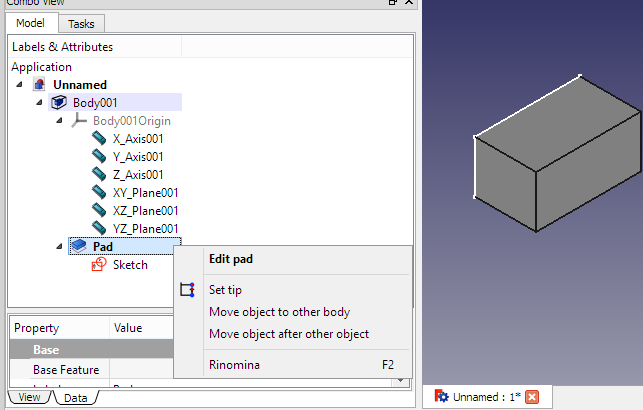 Combo View
Model
Tasks
Labels & Attributes
Application
Unnamed
Body001
Body001Origin
X_Axis001
Y_Axis001
Z_Axis001
XY_Plane001
XZ_Plane001
YZ_Plane001
Pad
Sketch
Edit pad
Set tip
Move object to other body
Move object after other object
Rinomina F2
Property Value
Base
Base Feature
View
Data
Unnamed : 1*